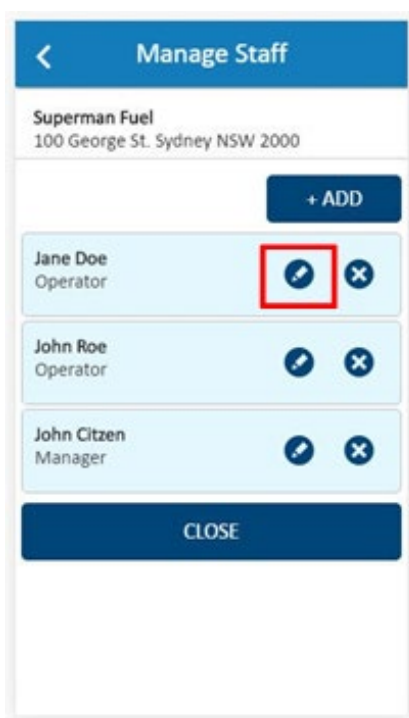 Manage Staff
Superman Fuel
100 George St. Sydney NSW 2000
+ ADD
Jane Doe
Operator
John Roe
Operator
John Citzen
Manager
CLOSE